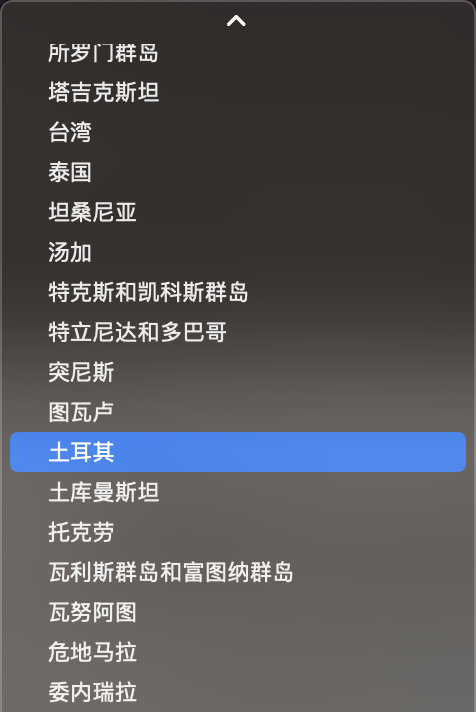 所罗门群岛
塔吉克斯坦
台湾
泰国
坦桑尼亚
汤加
特克斯和凯科斯群岛
特立尼达和多巴哥
突尼斯
图瓦卢
土耳其
土库曼斯坦
托克劳
瓦利斯群岛和富图纳群岛
瓦努阿图
危地马拉
委内瑞拉